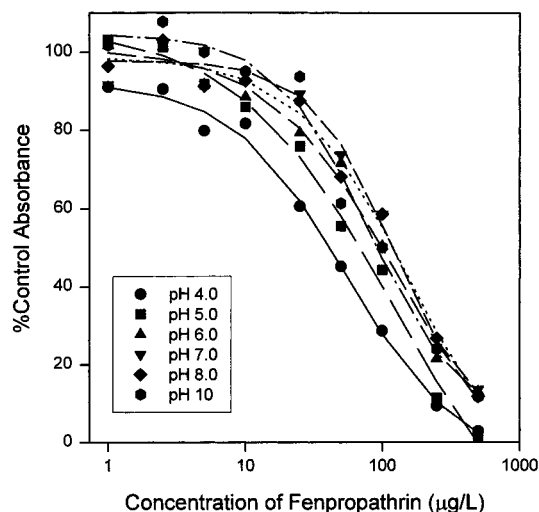 %Control Absorbance
100
80
60
40
20
0
pH 4.0
pH 5.0
pH 6.0
pH 7.0
pH 8.0
pH 10
1 10 100 1000
Concentration of Fenpropathrin (µg/L)